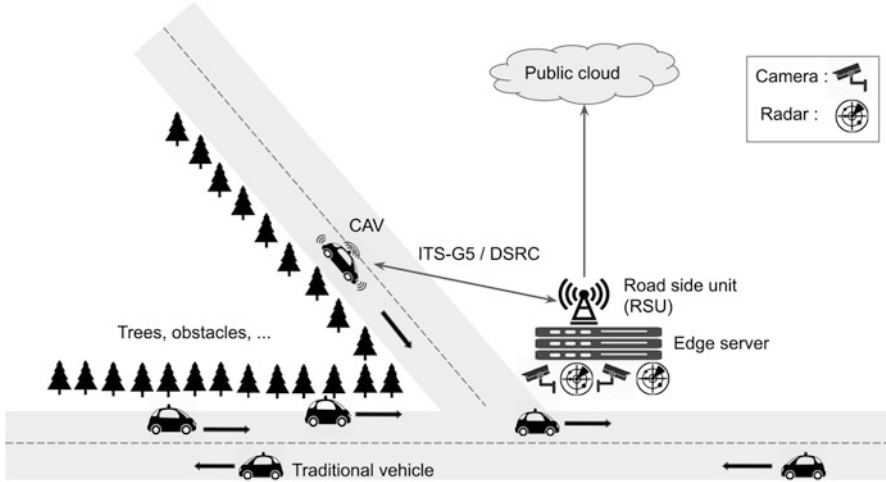 Public cloud
Camera :
Radar :
CAV
ITS-G5 / DSRC
Road side unit
(RSU)
Trees, obstacles, ...
Edge server
Traditional vehicle